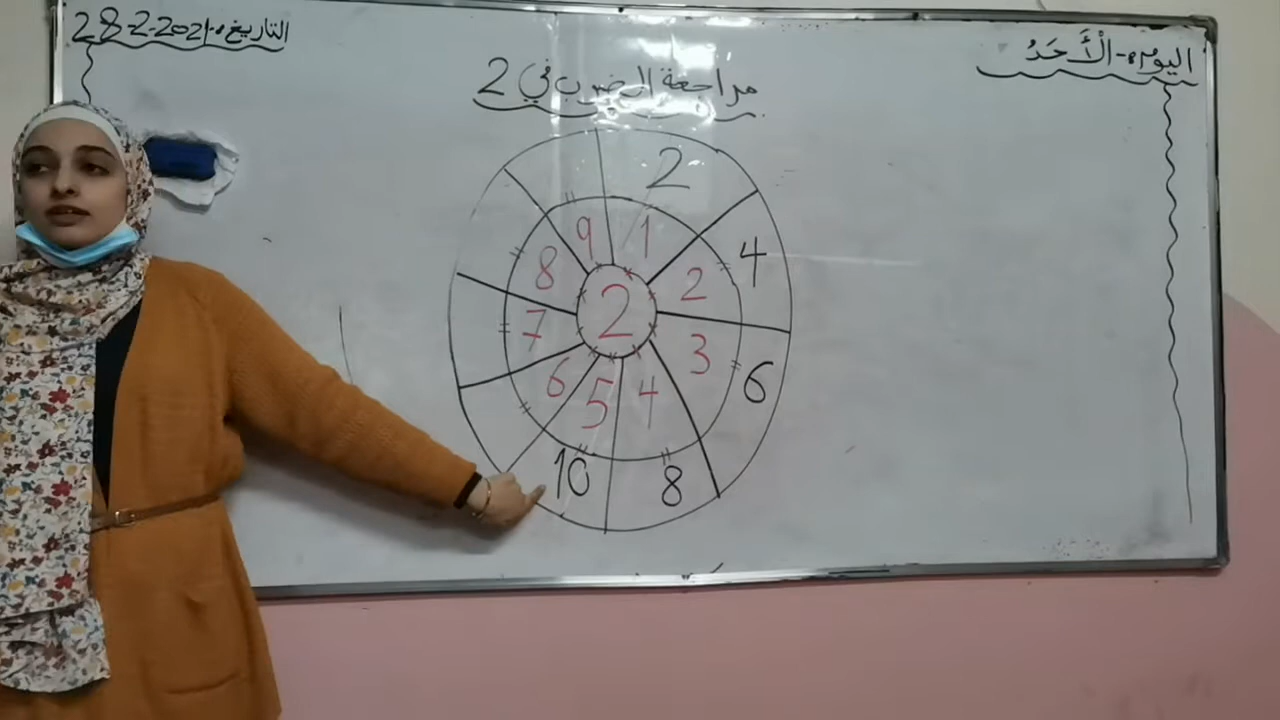 اليوم:- الْأَحَدُ
التاريخ:- 28-2-2021
مراجعة الضرب في 2
2
1 2 3 4 5 6 7 8 9
2 4 6 8 10